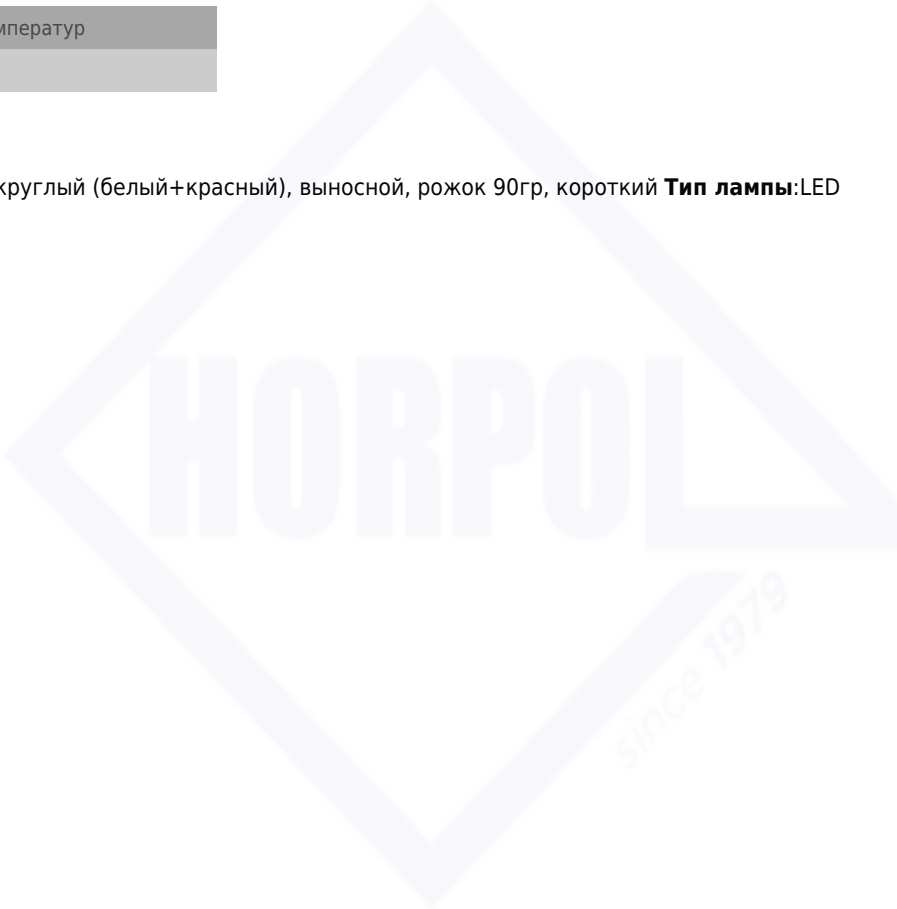 мператур
круглый (белый+красный), выносной, рожок 90гр, короткий Тип лампы:LED
HORPOL
since 1979